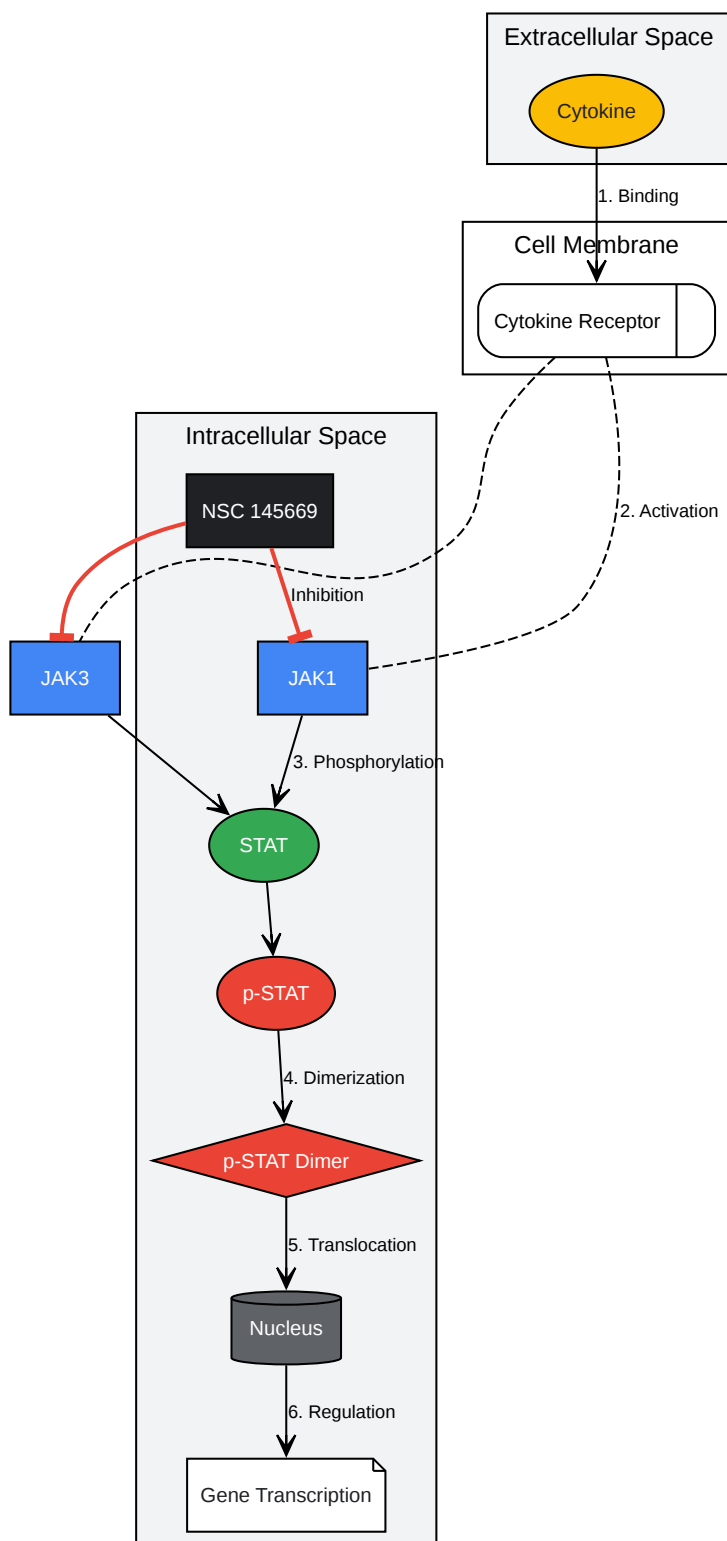 Extracellular Space
Cytokine
1. Binding
Cell Membrane
Cytokine Receptor
Intracellular Space
NSC 145669
2. Activation
Inhibition
JAK3
JAK1
3. Phosphorylation
STAT
p-STAT
4. Dimerization
p-STAT Dimer
5. Translocation
Nucleus
6. Regulation
Gene Transcription